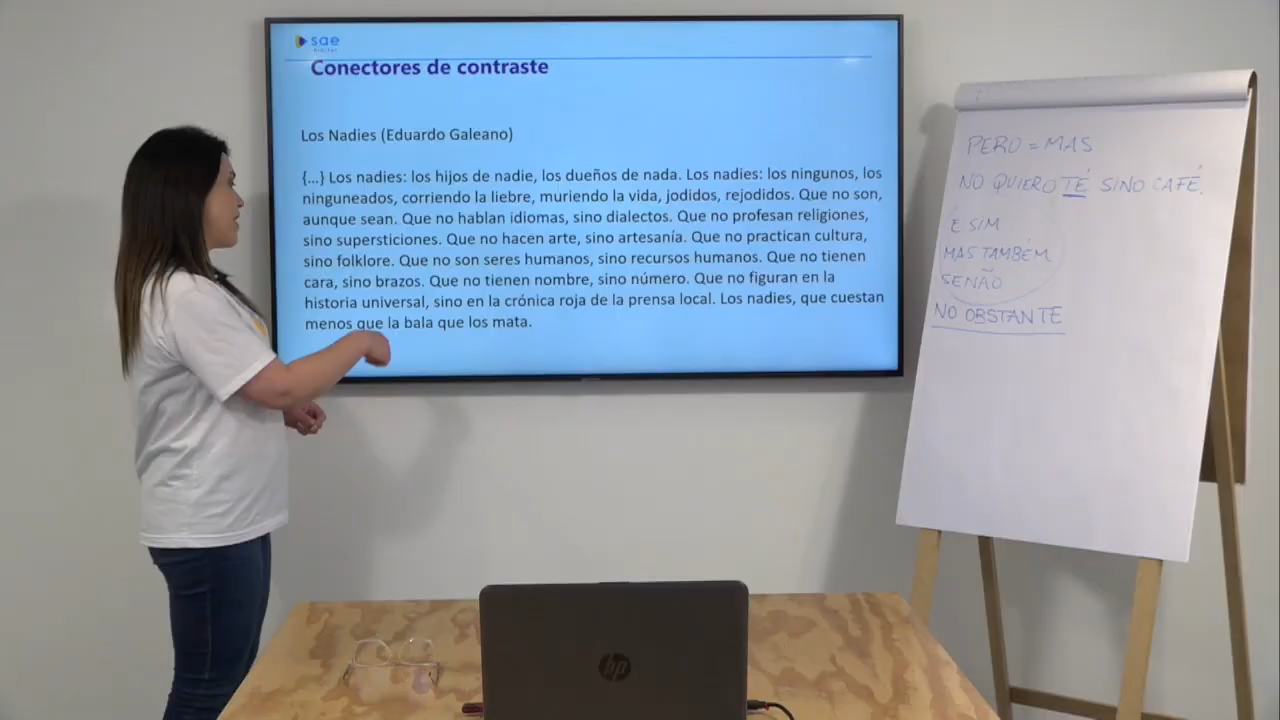 sae
digital
Conectores de contraste
Los Nadies (Eduardo Galeano)
{...} Los nadies: los hijos de nadie, los dueños de nada. Los nadies: los ningunos, los
ninguneados, corriendo la liebre, muriendo la vida, jodidos, rejodidos. Que no son,
aunque sean. Que no hablan idiomas, sino dialectos. Que no profesan religiones,
sino supersticiones. Que no hacen arte, sino artesanía. Que no practican cultura,
sino folklore. Que no son seres humanos, sino recursos humanos. Que no tienen
cara, sino brazos. Que no tienen nombre, sino número. Que no figuran en la
historia universal, sino en la crónica roja de la prensa local. Los nadies, que cuestan
menos que la bala que los mata.
PERO = MAS
NO QUIERO TÉ SINO CAFÉ.
E SIM
MAS TAMBÉM
SENÃO
NO OBSTANTE
hp